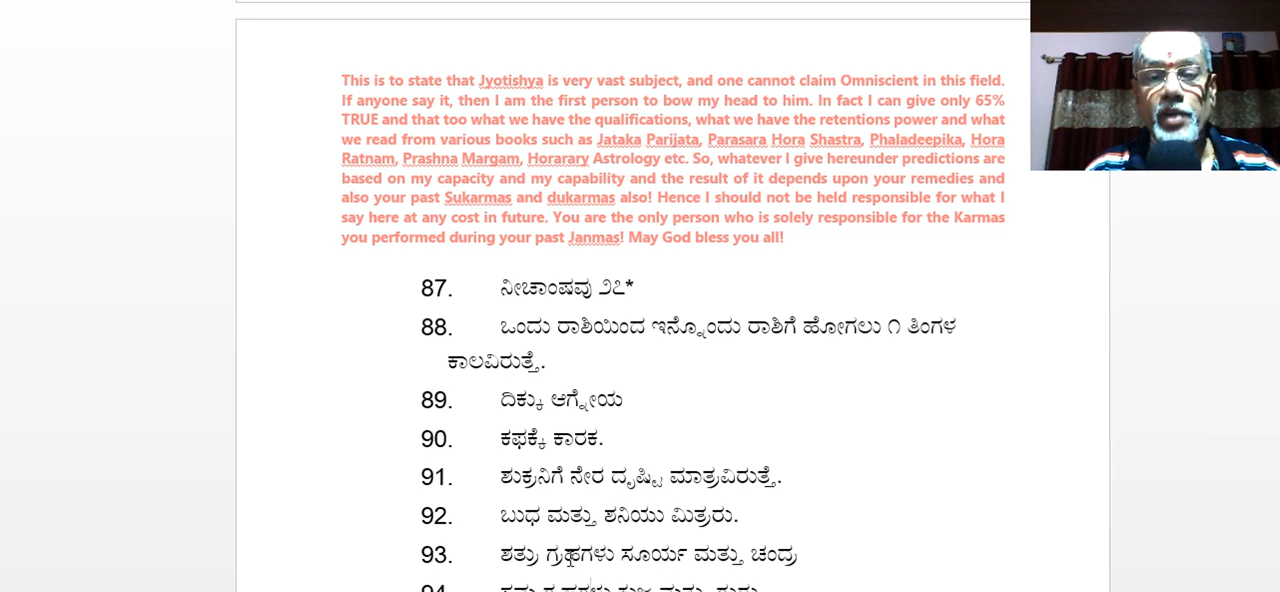 This is to state that Jyotishya is very vast subject, and one cannot claim Omniscient in this field.
If anyone say it, then I am the first person to bow my head to him. In fact I can give only 65%
TRUE and that too what we have the qualifications, what we have the retentions power and what
we read from various books such as Jataka Parijata, Parasara Hora Shastra, Phaladeepika, Hora
Ratnam, Prashna Margam, Horarary Astrology etc. So, whatever I give hereunder predictions are
based on my capacity and my capability and the result of it depends upon your remedies and
also your past Sukarmas and dukarmas also! Hence I should not be held responsible for what I
say here at any cost in future. You are the only person who is solely responsible for the Karmas
you performed during your past Janmas! May God bless you all!
87. ನೀಚಾಂಷವು ೨೭*
88. ಒಂದು ರಾಶಿಯಿಂದ ಇನ್ನೊಂದು ರಾಶಿಗೆ ಹೋಗಲು ೧ ತಿಂಗಳ
ಕಾಲವಿರುತ್ತೆ.
89. ದಿಕ್ಕು ಆಗ್ನೇಯ
90. ಕಫಕ್ಕೆ ಕಾರಕ.
91. ಶುಕ್ರನಿಗೆ ನೇರ ದೃಷ್ಟಿ ಮಾತ್ರವಿರುತ್ತೆ.
92. ಬುಧ ಮತ್ತು ಶನಿಯು ಮಿತ್ರರು.
93. ಶತ್ರು ಗ್ರಹಗಳು ಸೂರ್ಯ ಮತ್ತು ಚಂದ್ರ